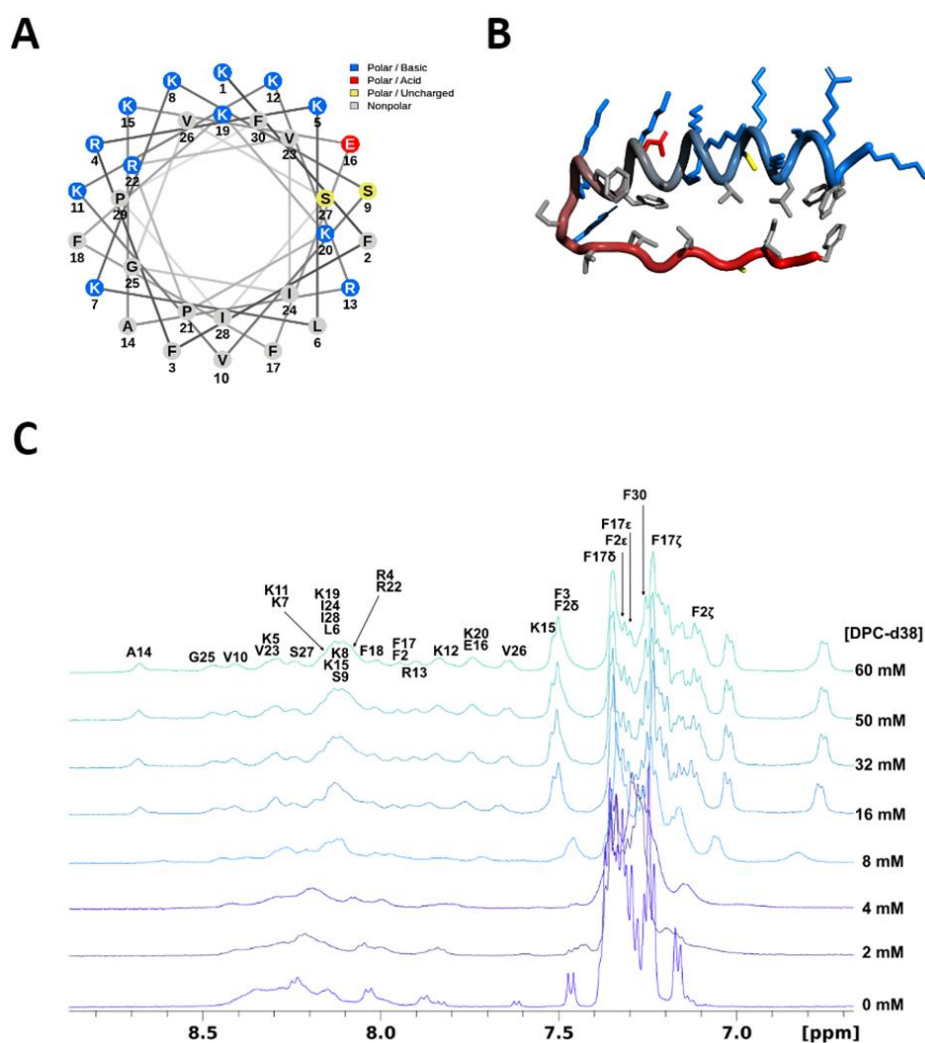 A
B
Polar / Basic
Polar / Acid
Polar / Uncharged
Nonpolar
K
1
K
8
K
12
K
15
K
5
V
26
K
19
F
30
V
23
R
4
E
16
R
22
K
11
S
9
P
29
S
27
F
18
F
2
K
20
G
25
K
7
R
13
I
24
P
21
I
28
A
14
L
6
F
3
V
10
F
17
C
F30
F17ε
F2ε
F17ζ
F17δ
R4
R22
K11
K7
K19
I24
I28
L6
F3
F2δ
F2ζ
K15
[DPC-d38]
A14
G25
V10
K5
V23
S27
K8
K15
S9
F18
F17
F2
R13
K12
K20
E16
V26
60 mM
50 mM
32 mM
16 mM
8 mM
4 mM
2 mM
0 mM
8.5
8.0
7.5
7.0
[ppm]